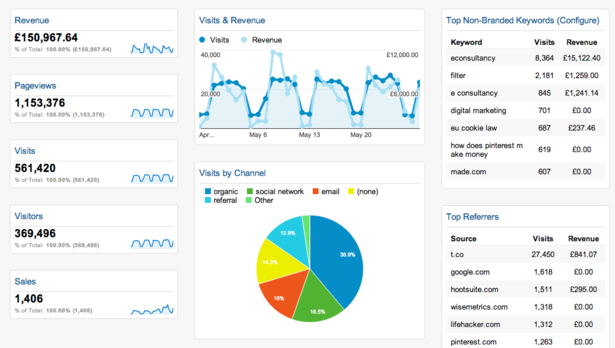 Revenue
£150,967.64
% of Total: 100.00% (£150,967.64)
Pageviews
1,153,376
% of Total: 100.00% (1,153,376)
Visits
561,420
% of Total: 100.00% (561,420)
Visitors
369,496
% of Total: 100.00% (369,496)
Sales
1,406
% of Total: 100.00% (1,406)
Visits & Revenue
Visits Revenue
40,000 £12,000.00
20,000 £6,000.00
Apr... May 6 May 13 May 20
Visits by Channel
organic social network email (none)
referral Other
12.9%
36.9%
14.5%
15%
16.5%
Top Non-Branded Keywords (Configure)
Keyword Visits Revenue
econsultancy 8,364 £15,122.40
filter 2,181 £1,259.00
e consultancy 845 £1,241.14
digital marketing 701 £0.00
eu cookie law 687 £237.46
how does pinterest m
ake money 619 £0.00
made.com 607 £0.00
Top Referrers
Source Visits Revenue
t.co 27,450 £841.07
google.com 1,618 £0.00
hootsuite.com 1,511 £295.00
wisemetrics.com 1,318 £0.00
lifehacker.com 1,312 £0.00
pinterest.com 1,263 £0.00